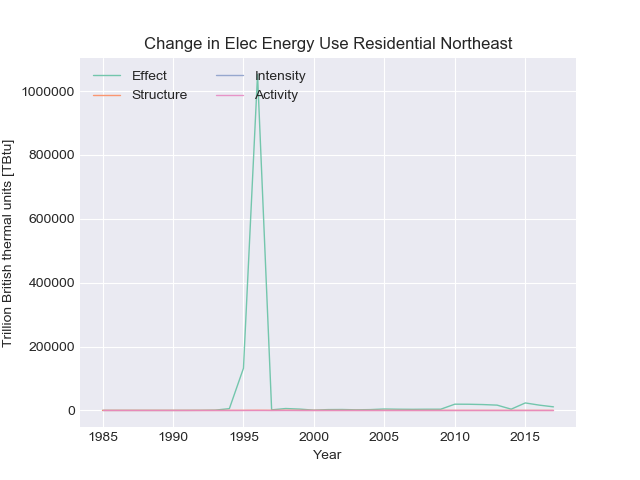 Change in Elec Energy Use Residential Northeast
Effect
Structure
Intensity
Activity
Trillion British thermal units [TBtu]
1000000
800000
600000
400000
200000
0
1985 1990 1995 2000 2005 2010 2015
Year